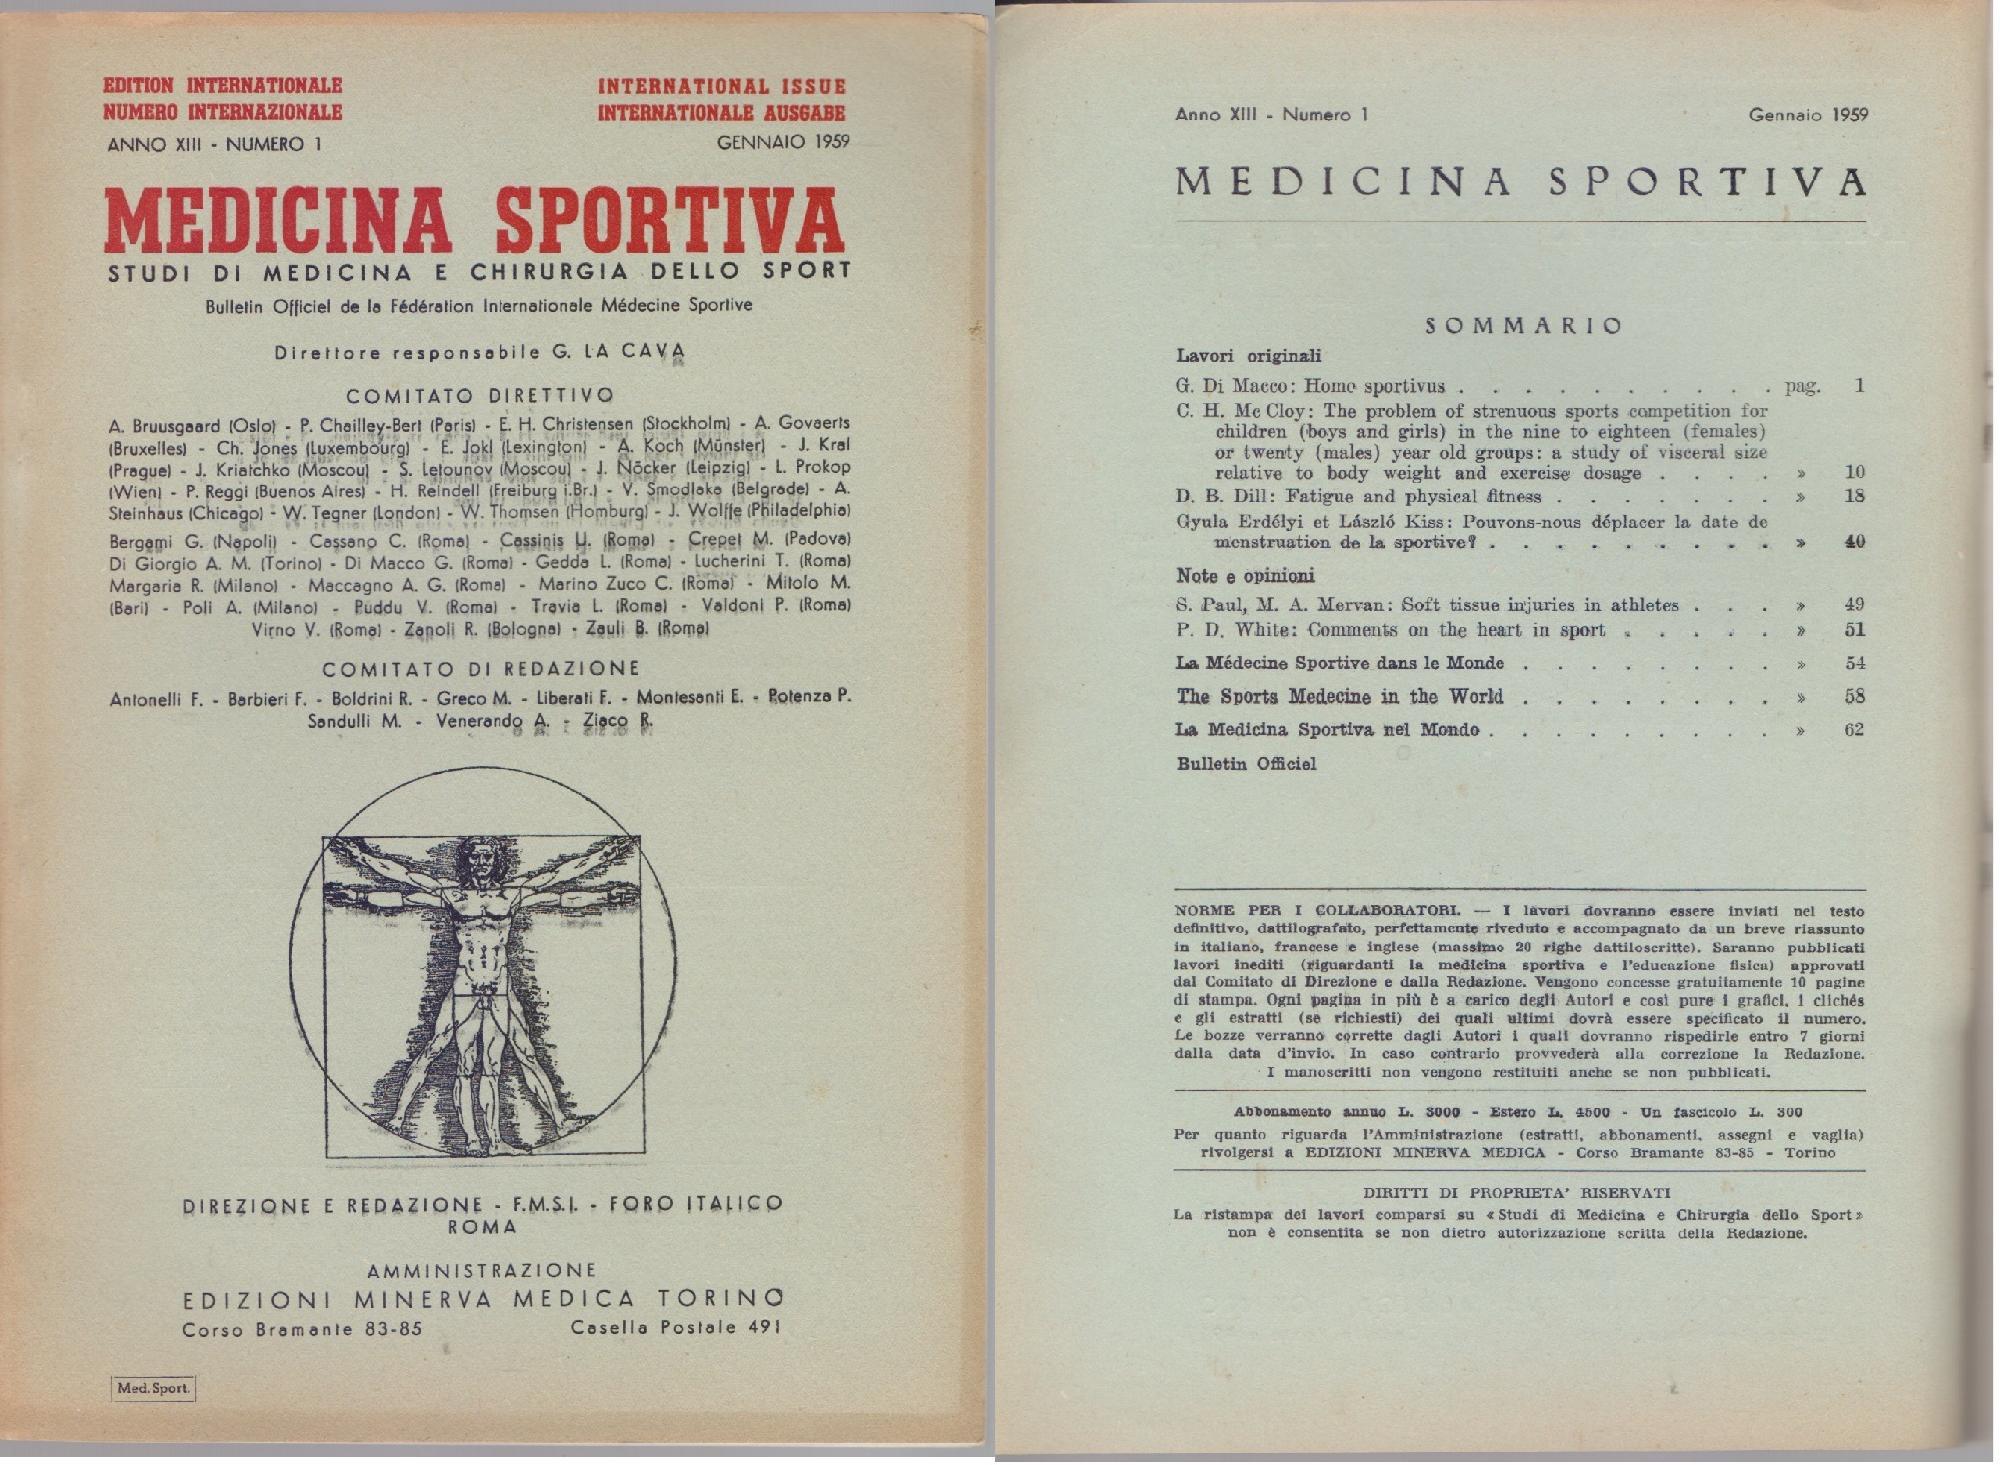 EDITION INTERNATIONALE
NUMERO INTERNAZIONALE
INTERNATIONAL ISSUE
INTERNATIONALE AUSGABE
ANNO XIII - NUMERO 1
GENNAIO 1959
MEDICINA SPORTIVA
STUDI DI MEDICINA E CHIRURGIA DELLO SPORT
Bulletin Officiel de la Fédération Internationale Médecine Sportive
Direttore responsabile G. LA CAVA
COMITATO DIRETTIVO
A. Bruusgaard (Oslo) - P. Chailley-Bert (Paris) - E. H. Christensen (Stockholm) - A. Govaerts
(Bruxelles) - Ch. Jones (Luxembourg) - E. Jokl (Lexington) - A. Koch (Münster) - J. Kral
(Prague) - J. Kriatchko (Moscou) - S. Letounov (Moscou) - J. Nöcker (Leipzig) - L. Prokop
(Wien) - P. Reggi (Buenos Aires) - H. Reindell (Freiburg i.Br.) - V. Smodlaka (Belgrade) - A.
Steinhaus (Chicago) - W. Tegner (London) - W. Thomsen (Homburg) - J. Wolffe (Philadelphia)
Bergami G. (Napoli) - Cassano C. (Roma) - Cassinis U. (Roma) - Crepet M. (Padova)
Di Giorgio A. M. (Torino) - Di Macco G. (Roma) - Gedda L. (Roma) - Lucherini T. (Roma)
Margaria R. (Milano) - Maccagno A. G. (Roma) - Marino Zuco C. (Roma) - Mitolo M.
(Bari) - Poli A. (Milano) - Puddu V. (Roma) - Travia L. (Roma) - Valdoni P. (Roma)
Virno V. (Roma) - Zanoli R. (Bologna) - Zauli B. (Roma)
COMITATO DI REDAZIONE
Antonelli F. - Barbieri F. - Boldrini R. - Greco M. - Liberati F. - Montesanti E. - Potenza P.
Sandulli M. - Venerando A. - Ziaco R.
DIREZIONE E REDAZIONE - F.M.S.I. - FORO ITALICO
ROMA
AMMINISTRAZIONE
EDIZIONI MINERVA MEDICA TORINO
Corso Bramante 83-85 Casella Postale 491
Med. Sport.
Anno XIII - Numero 1 Gennaio 1959
MEDICINA SPORTIVA
SOMMARIO
Lavori originali
G. Di Macco: Homo sportivus . . . . . . . . . . pag. 1
C. H. Mc Cloy: The problem of strenuous sports competition for
children (boys and girls) in the nine to eighteen (females)
or twenty (males) year old groups: a study of visceral size
relative to body weight and exercise dosage . . . . » 10
D. B. Dill: Fatigue and physical fitness . . . . . . . » 18
Gyula Erdélyi et László Kiss: Pouvons-nous déplacer la date de
menstruation de la sportive? . . . . . . . . . » 40
Note e opinioni
S. Paul, M. A. Mervan: Soft tissue injuries in athletes . . . » 49
P. D. White: Comments on the heart in sport . . . . . » 51
La Médecine Sportive dans le Monde . . . . . . . . » 54
The Sports Medecine in the World . . . . . . . . » 58
La Medicina Sportiva nel Mondo . . . . . . . . . » 62
Bulletin Officiel
NORME PER I COLLABORATORI. — I lavori dovranno essere inviati nel testo
definitivo, dattilografato, perfettamente riveduto e accompagnato da un breve riassunto
in italiano, francese e inglese (massimo 20 righe dattiloscritte). Saranno pubblicati
lavori inediti (riguardanti la medicina sportiva e l'educazione fisica) approvati
dal Comitato di Direzione e dalla Redazione. Vengono concesse gratuitamente 10 pagine
di stampa. Ogni pagina in più è a carico degli Autori e così pure i grafici, i clichés
e gli estratti (se richiesti) dei quali ultimi dovrà essere specificato il numero.
Le bozze verranno corrette dagli Autori i quali dovranno rispedirle entro 7 giorni
dalla data d'invio. In caso contrario provvederà alla correzione la Redazione.
I manoscritti non vengono restituiti anche se non pubblicati.
Abbonamento annuo L. 3000 - Estero L. 4500 - Un fascicolo L. 300
Per quanto riguarda l'Amministrazione (estratti, abbonamenti, assegni e vaglia)
rivolgersi a EDIZIONI MINERVA MEDICA - Corso Bramante 83-85 - Torino
DIRITTI DI PROPRIETA' RISERVATI
La ristampa dei lavori comparsi su «Studi di Medicina e Chirurgia dello Sport»
non è consentita se non dietro autorizzazione scritta della Redazione.